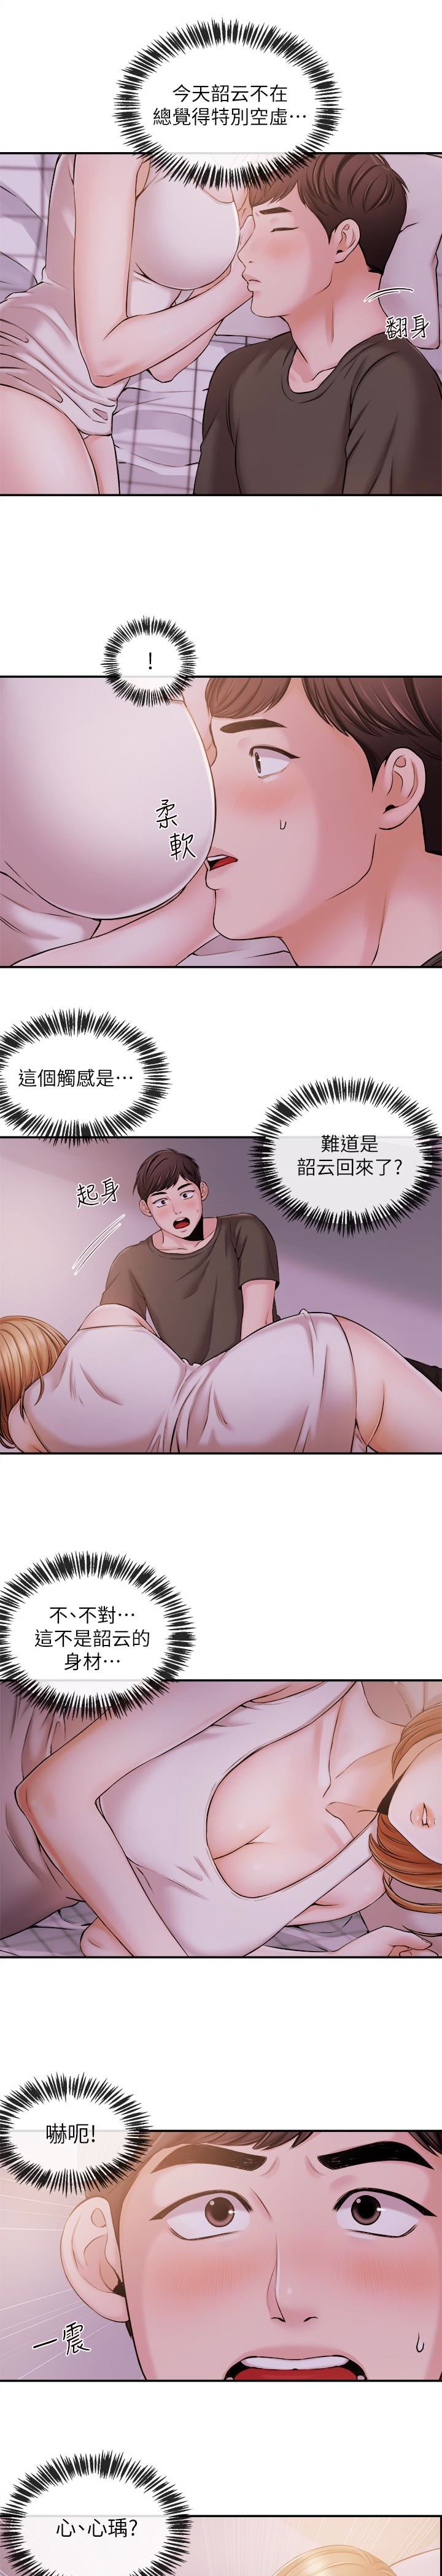 今天韶云不在
總覺得特別空虛…
翻身
!
柔
軟
這個觸感是…
難道是
韶云回來了?
起身
不、不對…
這不是韶云的
身材…
嚇呃!
一震
心、心瑀?